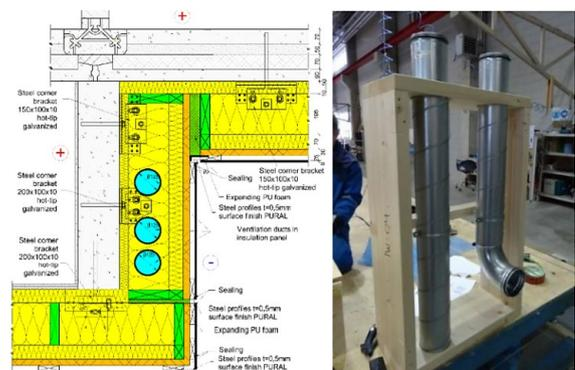 Steel corner
bracket
150x100x10
hot-tip
galvanized
Steel corner
bracket
200x100x10
hot-tip
galvanized
Steel corner
bracket
200x100x10
hot-tip
galvanized
Sealing
Steel corner bracket
150x100x10
hot-tip galvanized
Expanding PU foam
Steel profiles t=0,5mm
surface finish PURAL
Ventilation ducts in
insulation panel
Sealing
Steel profiles t=0,5mm
surface finish PURAL
Expanding PU foam
Sealing
Steel profiles t=0,5mm
surface finish PURAL